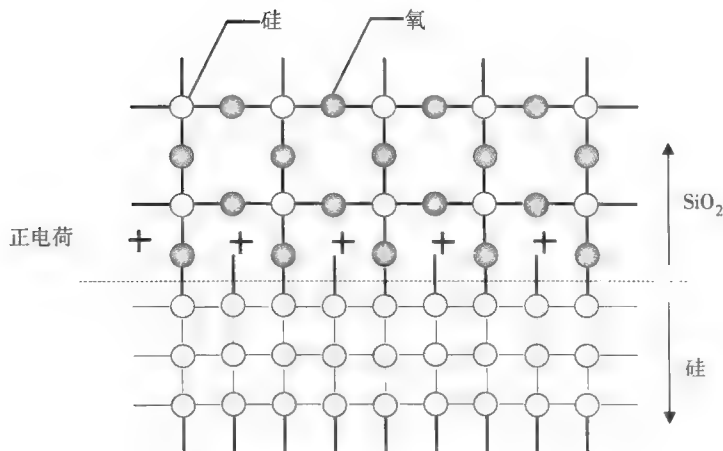 硅
氧
正电荷
+ + + + +
SiO₂
硅